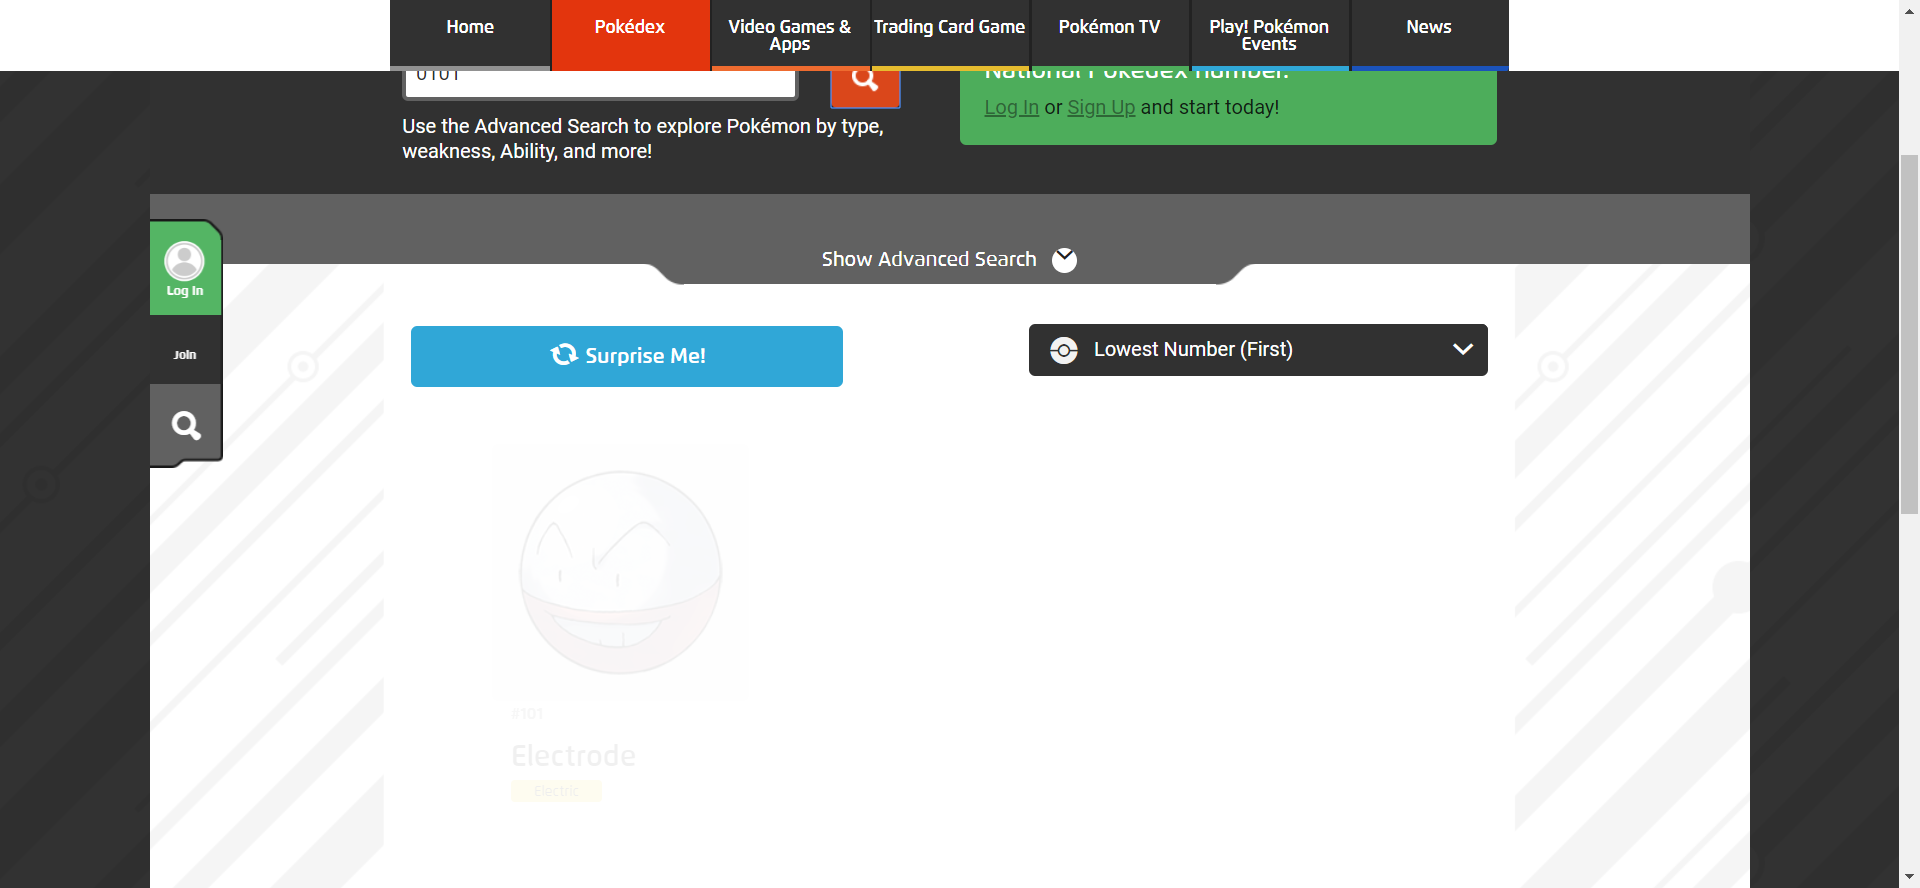 Home
Pokédex
Video Games &
Apps
Trading Card Game
Pokémon TV
Play! Pokémon
Events
News
0101
National Pokédex number.
Log In or Sign Up and start today!
Use the Advanced Search to explore Pokémon by type,
weakness, Ability, and more!
Show Advanced Search
Log In
Join
Surprise Me!
Lowest Number (First)
#101
Electrode
Electric